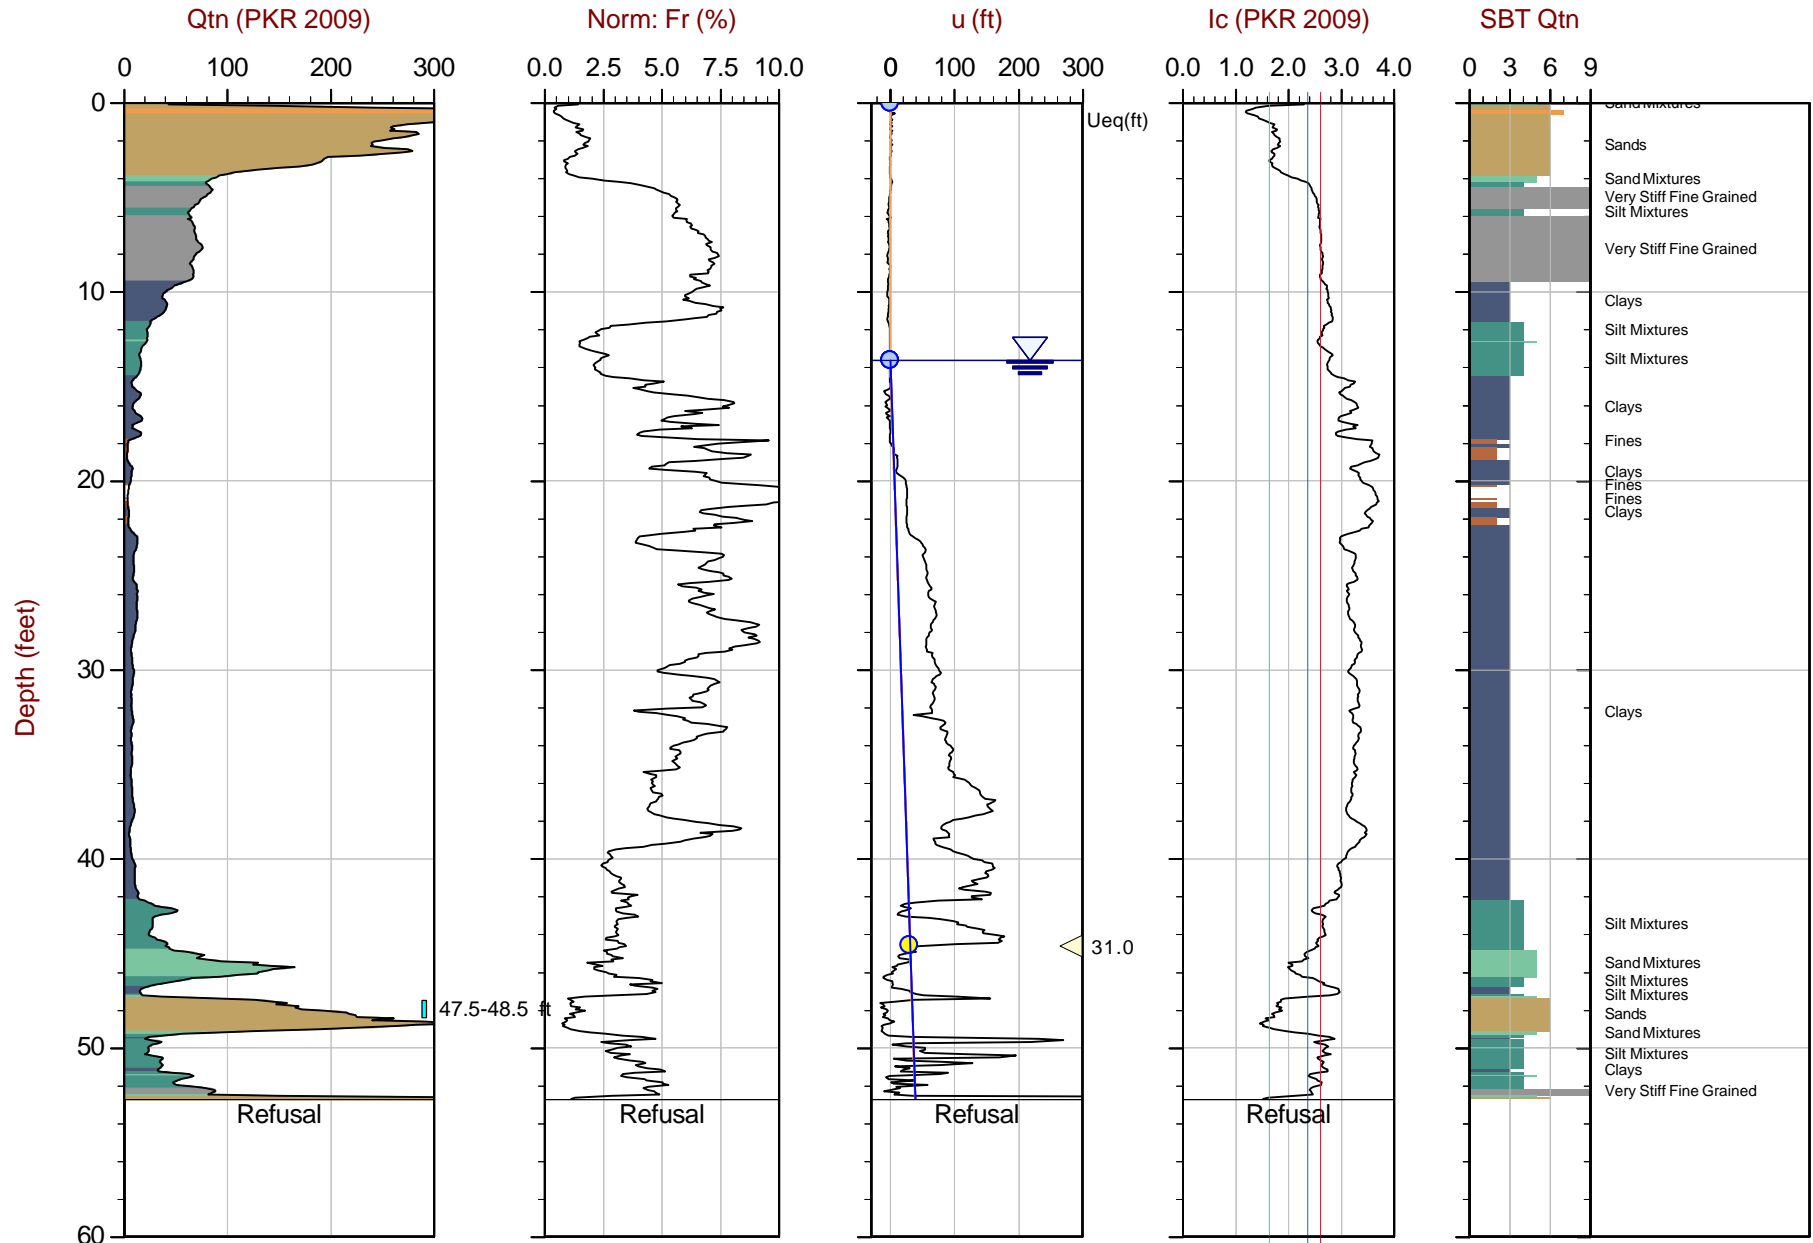 Qtn (PKR 2009) Norm: Fr (%) u (ft) Ic (PKR 2009) SBT Qtn
0 100 200 300 0.0 2.5 5.0 7.5 10.0 0 100 200 300 0.0 1.0 2.0 3.0 4.0 0 3 6 9
0
Sand Mixtures
Ueq(ft)
Sands
Sand Mixtures
Very Stiff Fine Grained
Silt Mixtures
Very Stiff Fine Grained
10
Clays
Silt Mixtures
Silt Mixtures
Clays
Fines
Clays
20
Fines
Fines
Clays
30
Depth (feet)
Clays
40
Silt Mixtures
31.0
Sand Mixtures
Silt Mixtures
Silt Mixtures
47.5-48.5 ft
Sands
Sand Mixtures
50
Silt Mixtures
Clays
Very Stiff Fine Grained
Refusal Refusal Refusal Refusal
60